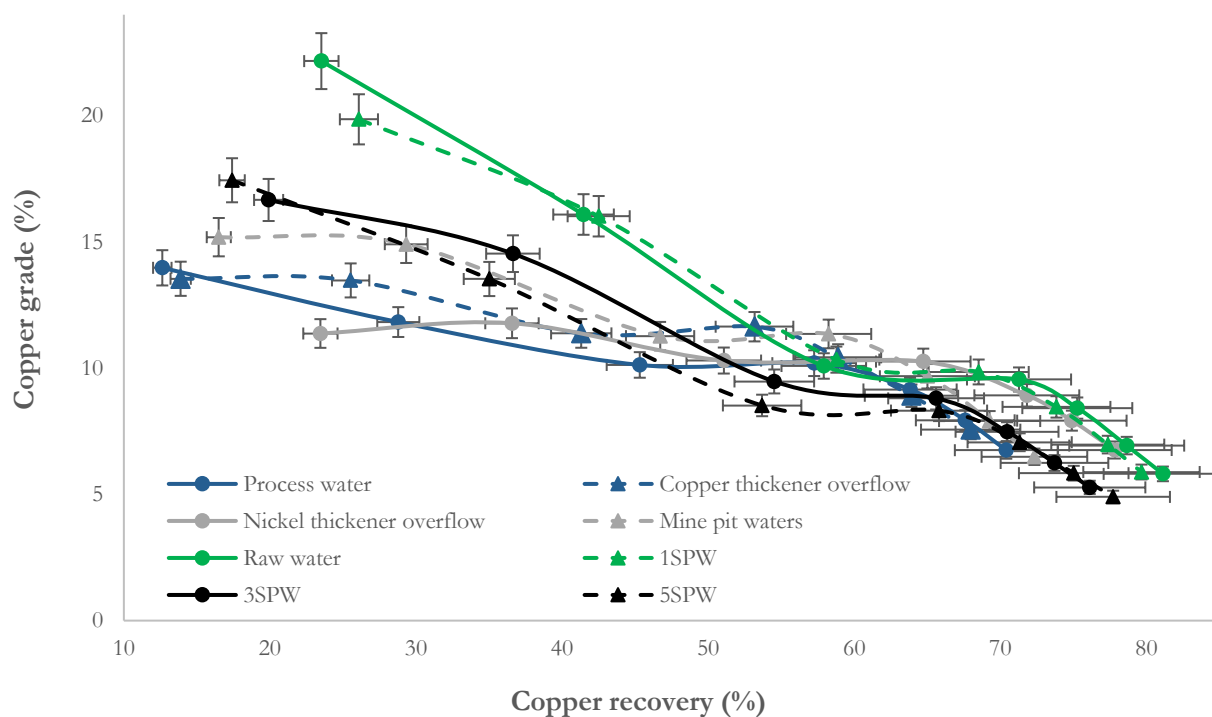 Copper grade (%)
20
15
10
5
0
Process water
Copper thickener overflow
Nickel thickener overflow
Mine pit waters
Raw water
1SPW
3SPW
5SPW
10 20 30 40 50 60 70 80
Copper recovery (%)